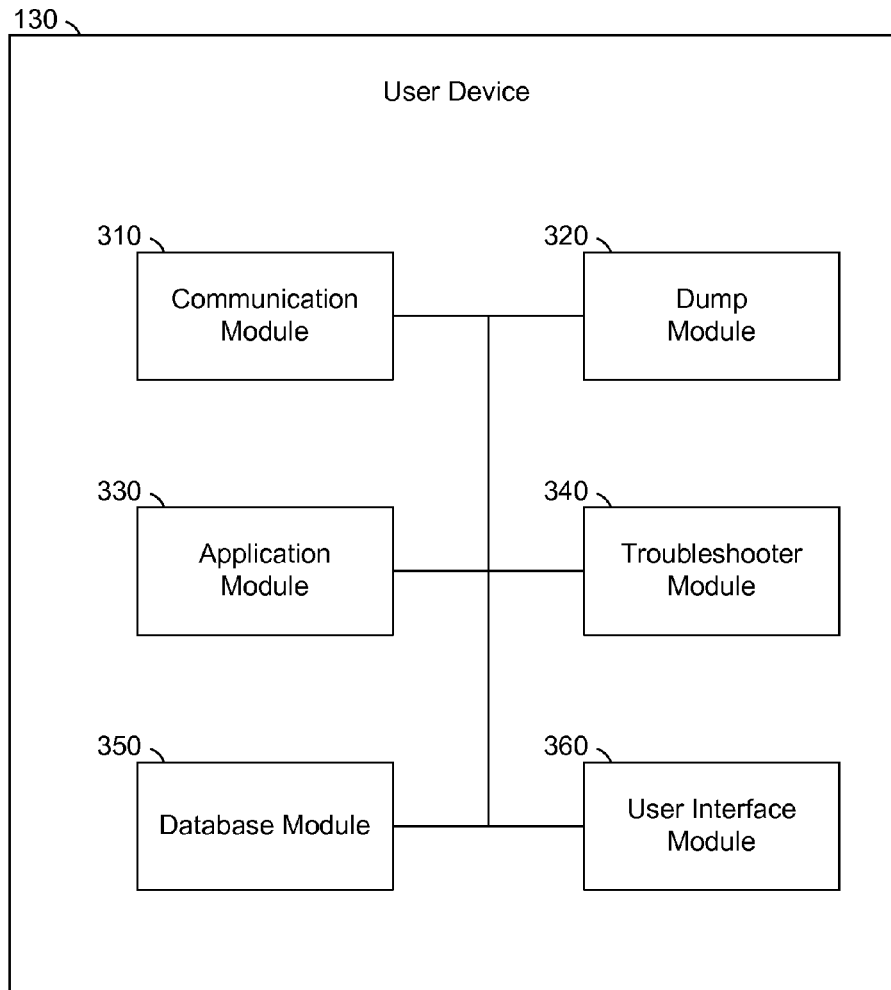 130
User Device
310
Communication
Module
320
Dump
Module
330
Application
Module
340
Troubleshooter
Module
350
Database Module
360
User Interface
Module